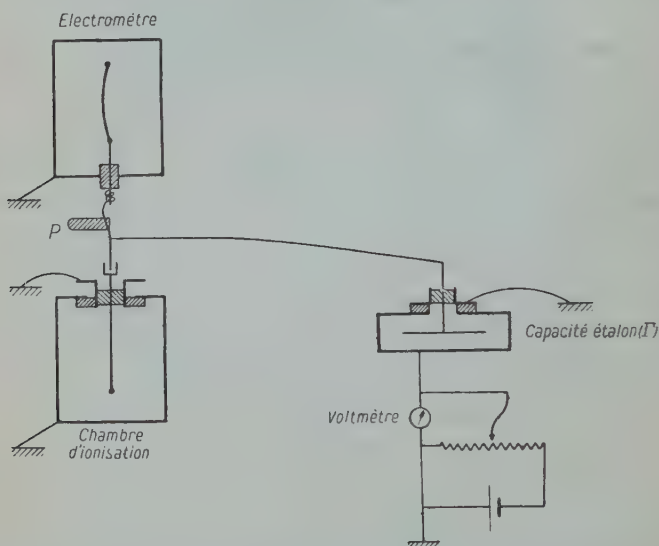 Electromètre
P
Capacité étalon(Γ)
Voltmètre
Chambre
d'ionisation